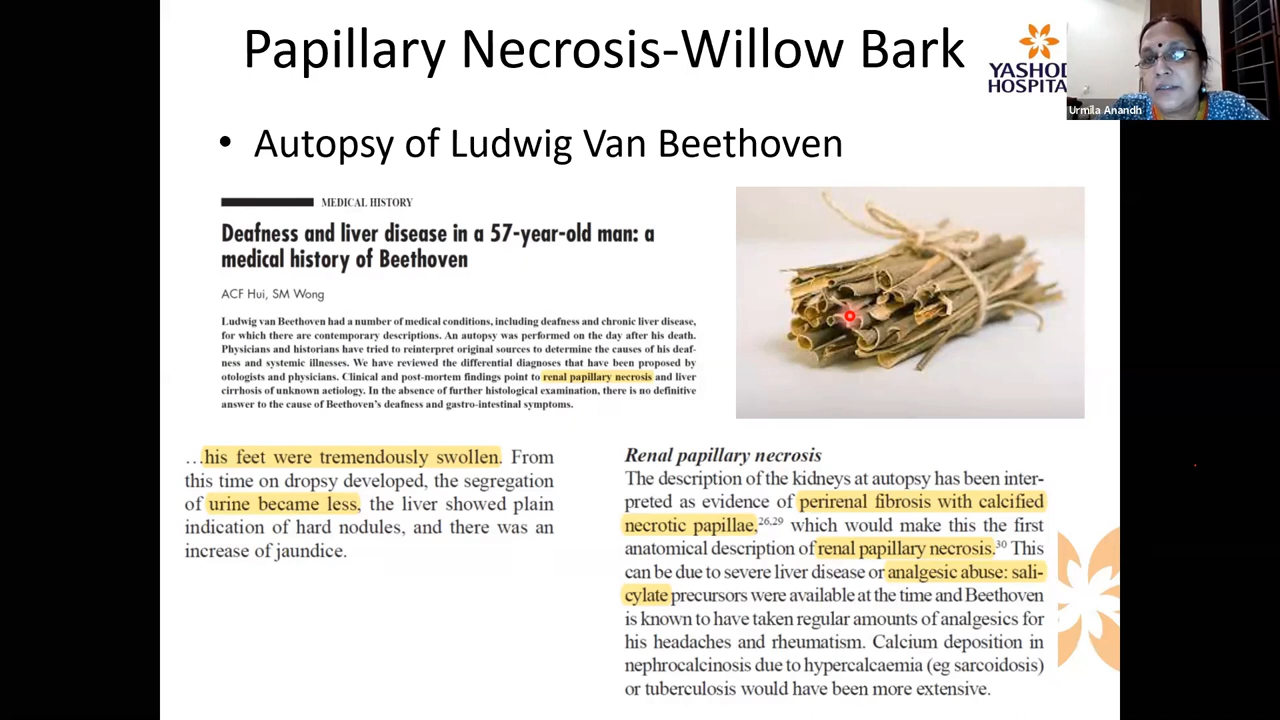 Papillary Necrosis-Willow Bark
YASHOD
HOSPITA
Urmila Anandh
• Autopsy of Ludwig Van Beethoven
MEDICAL HISTORY
Deafness and liver disease in a 57-year-old man: a
medical history of Beethoven
ACF Hui, SM Wong
Ludwig van Beethoven had a number of medical conditions, including deafness and chronic liver disease,
for which there are contemporary descriptions. An autopsy was performed on the day after his death.
Physicians and historians have tried to reinterpret original sources to determine the causes of his deaf-
ness and systemic illnesses. We have reviewed the differential diagnoses that have been proposed by
otologists and physicians. Clinical and post-mortem findings point to renal papillary necrosis and liver
cirrhosis of unknown aetiology. In the absence of further histological examination, there is no definitive
answer to the cause of Beethoven's deafness and gastro-intestinal symptoms.
...his feet were tremendously swollen. From
this time on dropsy developed, the segregation
of urine became less, the liver showed plain
indication of hard nodules, and there was an
increase of jaundice.
Renal papillary necrosis
The description of the kidneys at autopsy has been inter-
preted as evidence of perirenal fibrosis with calcified
necrotic papillae,26,29 which would make this the first
anatomical description of renal papillary necrosis.30 This
can be due to severe liver disease or analgesic abuse: sali-
cylate precursors were available at the time and Beethoven
is known to have taken regular amounts of analgesics for
his headaches and rheumatism. Calcium deposition in
nephrocalcinosis due to hypercalcaemia (eg sarcoidosis)
or tuberculosis would have been more extensive.